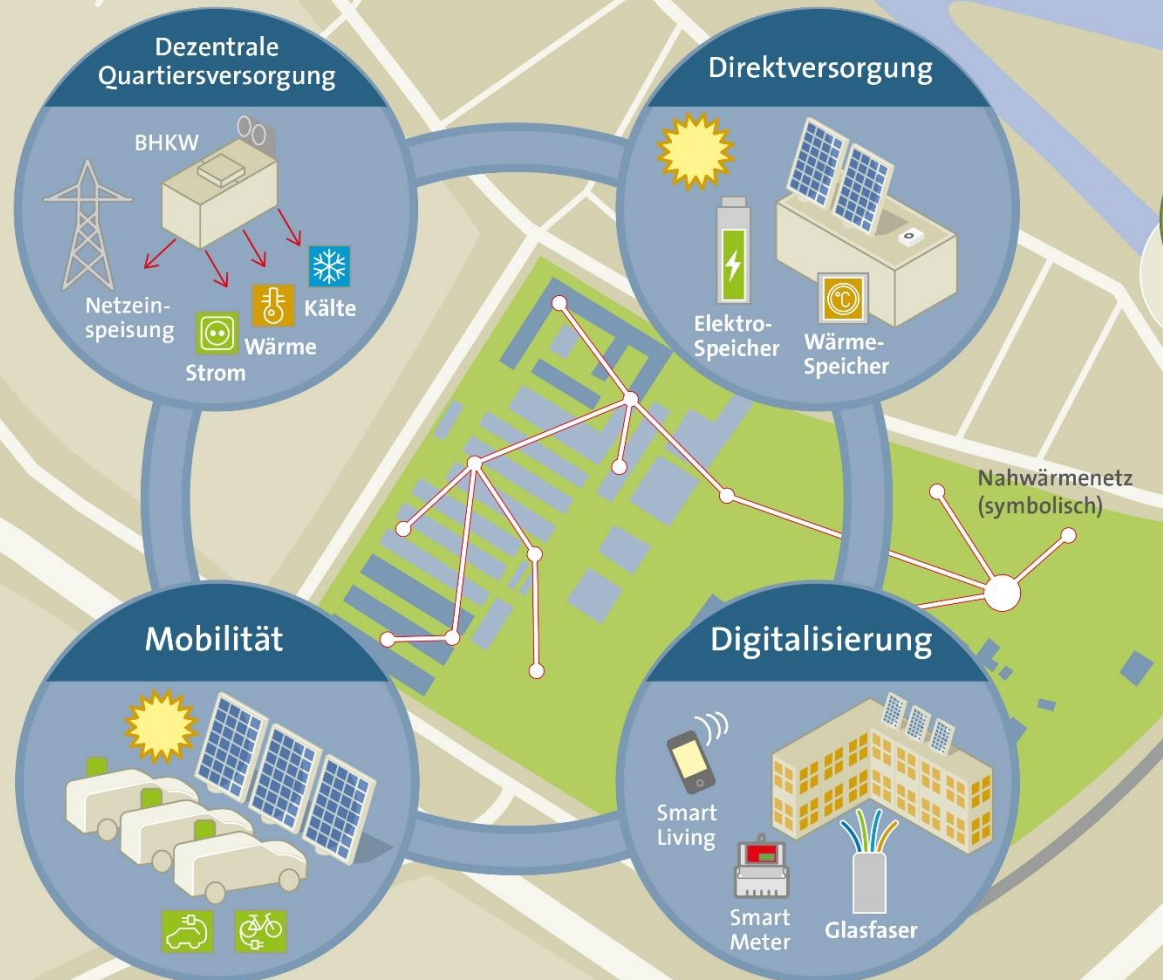 Dezentrale
Quartiersversorgung
BHKW
Netzein-
speisung
Strom
Wärme
Kälte
Direktversorgung
Elektro-
Speicher
Wärme-
Speicher
°C
Nahwärmenetz
(symbolisch)
Mobilität
Digitalisierung
Smart
Living
Smart
Meter
Glasfaser